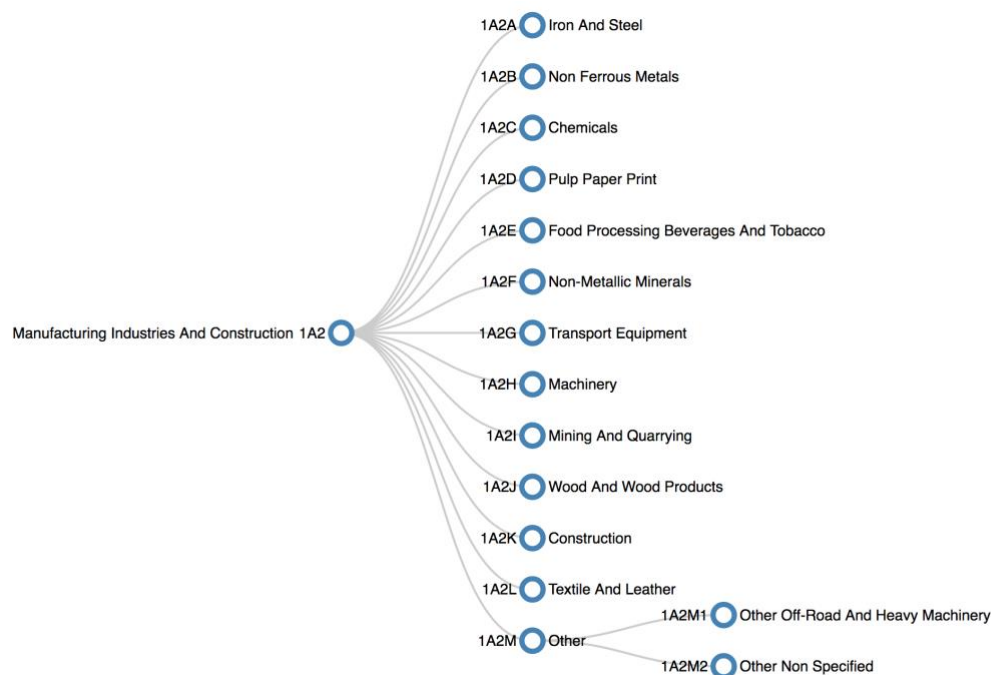 1A2A Iron And Steel
1A2B Non Ferrous Metals
1A2C Chemicals
1A2D Pulp Paper Print
1A2E Food Processing Beverages And Tobacco
1A2F Non-Metallic Minerals
Manufacturing Industries And Construction 1A2
1A2G Transport Equipment
1A2H Machinery
1A2I Mining And Quarrying
1A2J Wood And Wood Products
1A2K Construction
1A2L Textile And Leather
1A2M Other
1A2M1 Other Off-Road And Heavy Machinery
1A2M2 Other Non Specified